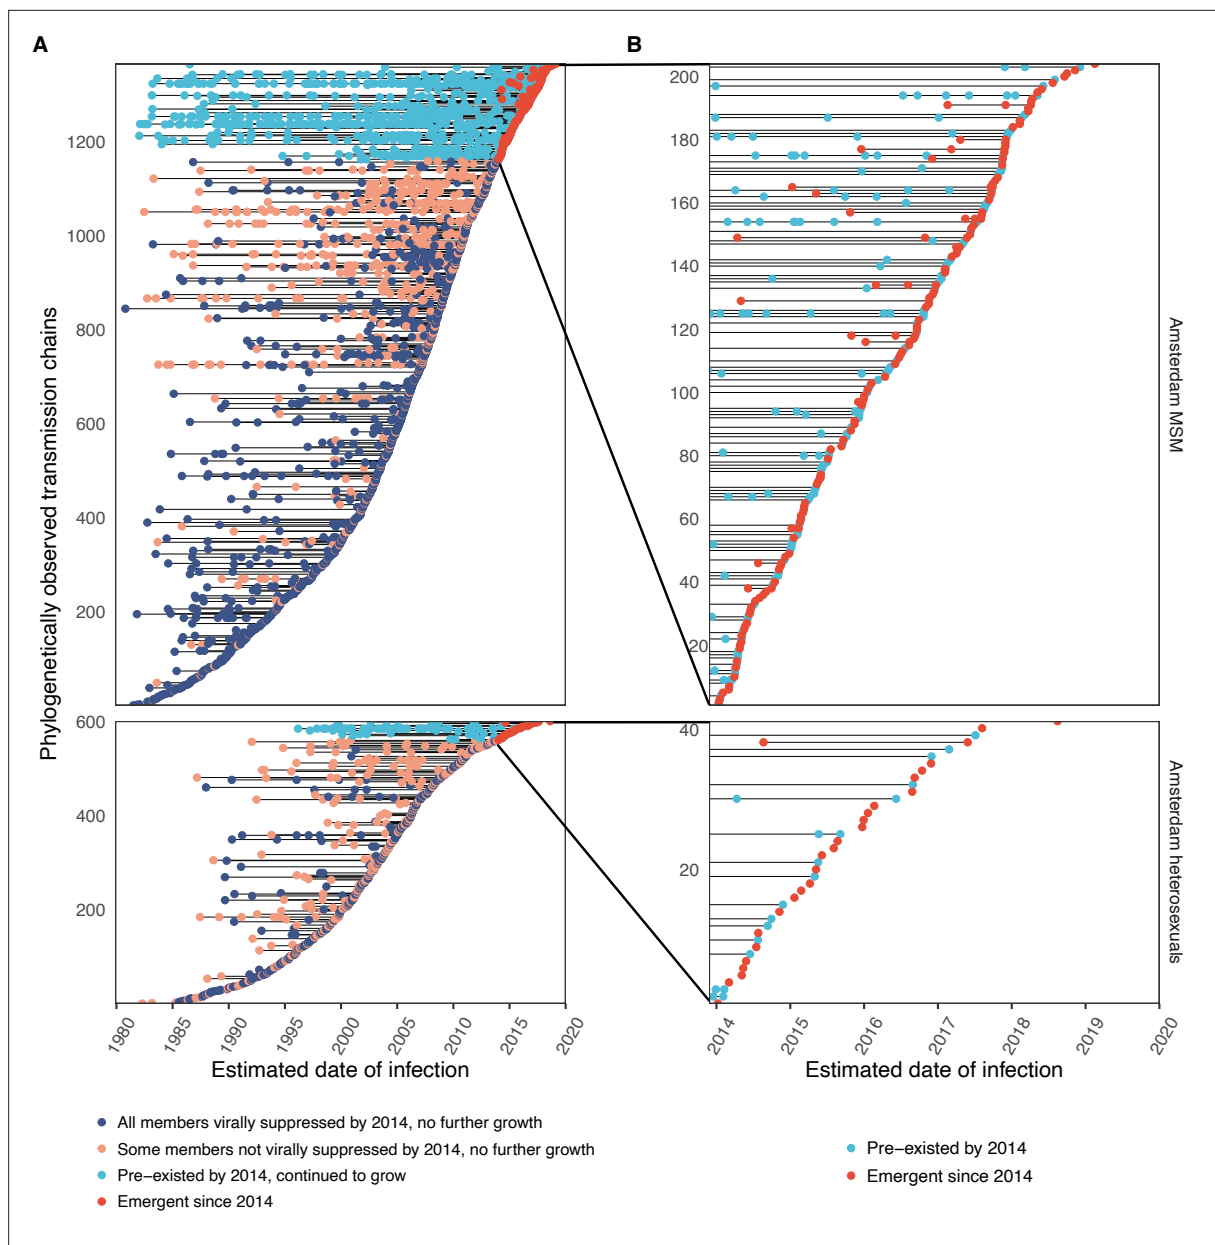 A
B
Phylogenetically observed transmission chains
1200
1000
800
600
400
200
600
400
200
1980
1985
1990
1995
2000
2005
2010
2015
2020
Estimated date of infection
200
180
160
140
120
100
80
60
40
20
Amsterdam MSM
40
20
Amsterdam heterosexuals
2014
2015
2016
2017
2018
2019
2020
Estimated date of infection
All members virally suppressed by 2014, no further growth
Some members not virally suppressed by 2014, no further growth
Pre−existed by 2014, continued to grow
Emergent since 2014
Pre−existed by 2014
Emergent since 2014